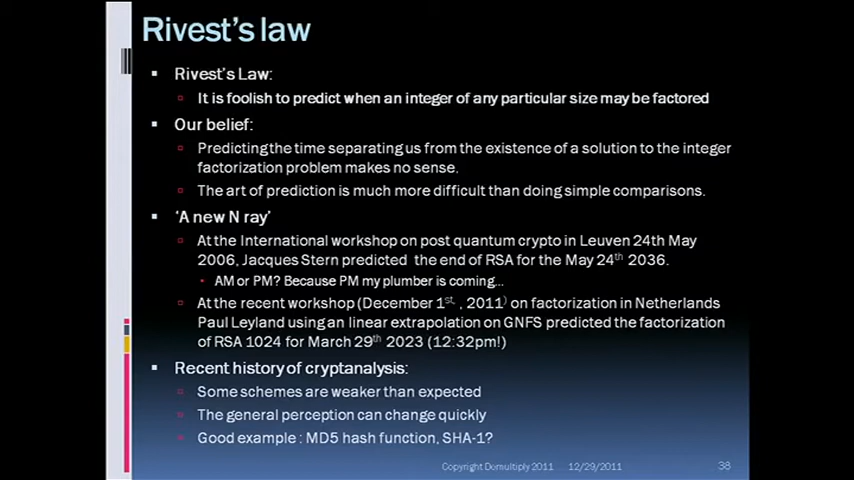 Rivest's law
Rivest's Law:
It is foolish to predict when an integer of any particular size may be factored
Our belief:
Predicting the time separating us from the existence of a solution to the integer
factorization problem makes no sense.
The art of prediction is much more difficult than doing simple comparisons.
'A new N ray'
At the International workshop on post quantum crypto in Leuven 24th May
2006, Jacques Stern predicted the end of RSA for the May 24th 2036.
AM or PM? Because PM my plumber is coming...
At the recent workshop (December 1st, , 2011) on factorization in Netherlands
Paul Leyland using an linear extrapolation on GNFS predicted the factorization
of RSA 1024 for March 29th 2023 (12:32pm!)
Recent history of cryptanalysis:
Some schemes are weaker than expected
The general perception can change quickly
Good example : MD5 hash function, SHA-1?
Copyright Domultiply 2011 12/29/2011 38